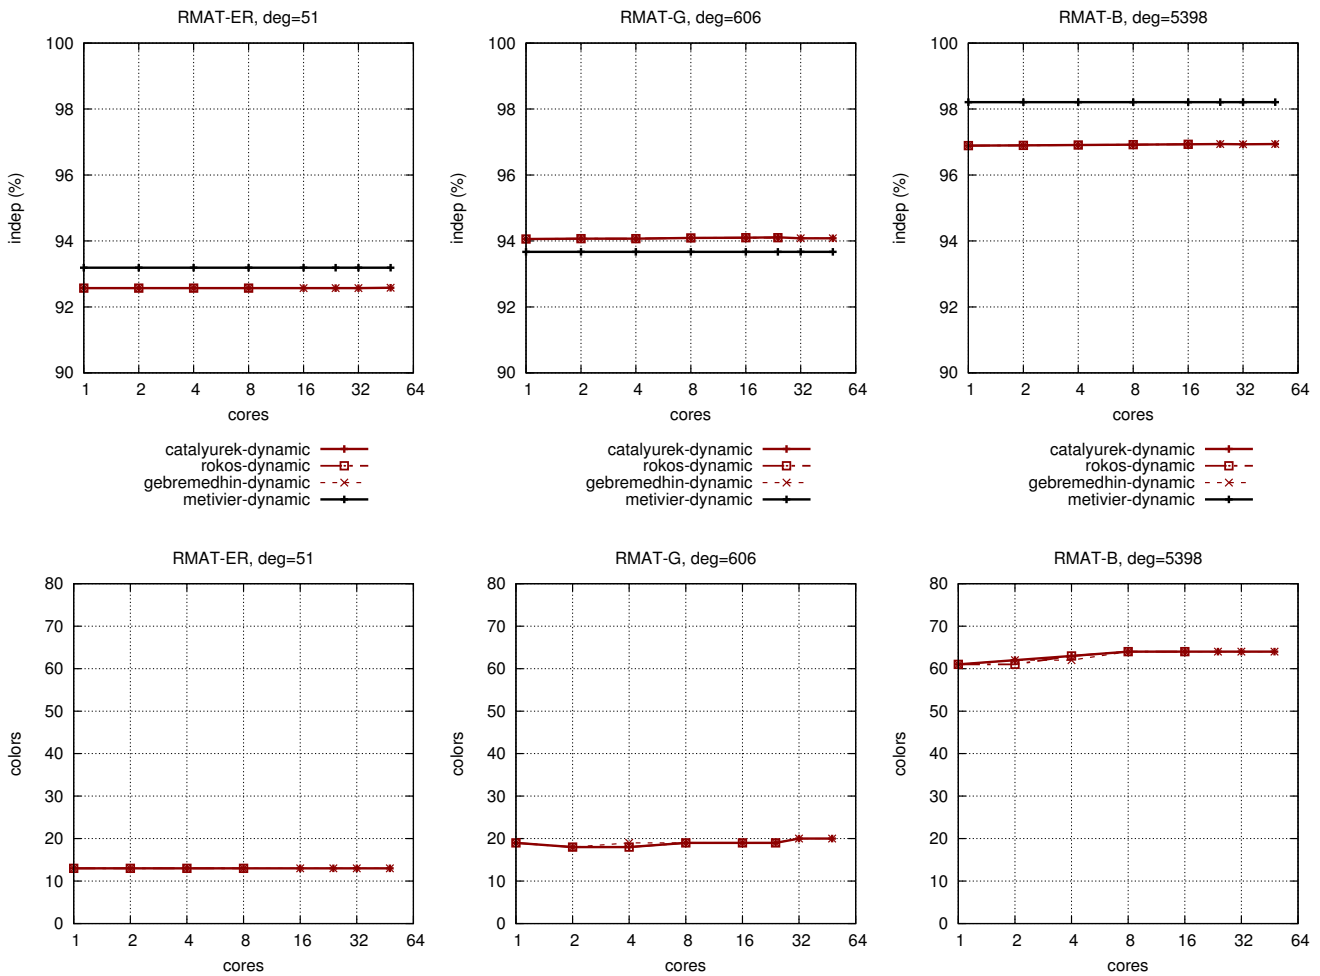 RMAT-ER, deg=51
100
98
96
94
92
90
indep (%)
1 2 4 8 16 32 64
cores
catalyurek-dynamic
rokos-dynamic
gebremedhin-dynamic
metivier-dynamic
RMAT-G, deg=606
100
98
96
94
92
90
indep (%)
1 2 4 8 16 32 64
cores
catalyurek-dynamic
rokos-dynamic
gebremedhin-dynamic
metivier-dynamic
RMAT-B, deg=5398
100
98
96
94
92
90
indep (%)
1 2 4 8 16 32 64
cores
catalyurek-dynamic
rokos-dynamic
gebremedhin-dynamic
metivier-dynamic
RMAT-ER, deg=51
80
70
60
50
40
30
20
10
0
colors
1 2 4 8 16 32 64
cores
RMAT-G, deg=606
80
70
60
50
40
30
20
10
0
colors
1 2 4 8 16 32 64
cores
RMAT-B, deg=5398
80
70
60
50
40
30
20
10
0
colors
1 2 4 8 16 32 64
cores